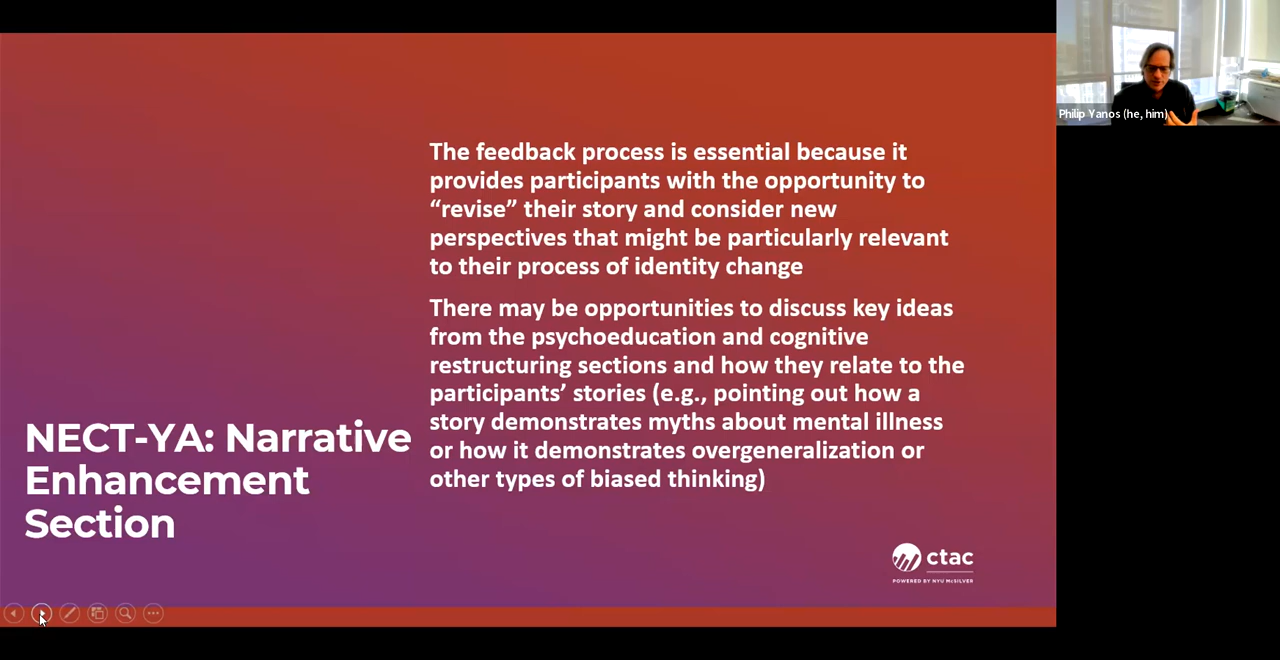 Philip Yanos (he, him)
The feedback process is essential because it
provides participants with the opportunity to
“revise” their story and consider new
perspectives that might be particularly relevant
to their process of identity change
There may be opportunities to discuss key ideas
from the psychoeducation and cognitive
restructuring sections and how they relate to the
participants’ stories (e.g., pointing out how a
story demonstrates myths about mental illness
or how it demonstrates overgeneralization or
other types of biased thinking)
NECT-YA: Narrative
Enhancement
Section
ctac
POWERED BY NYU McSILVER